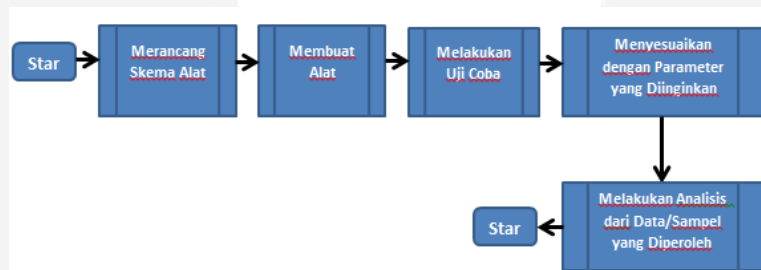 Star
Merancang
Skema Alat
Membuat
Alat
Melakukan
Uji Coba
Menyesuaikan
dengan Parameter
yang Diinginkan
Melakukan Analisis
dari Data/Sampel
yang Diperoleh
Star